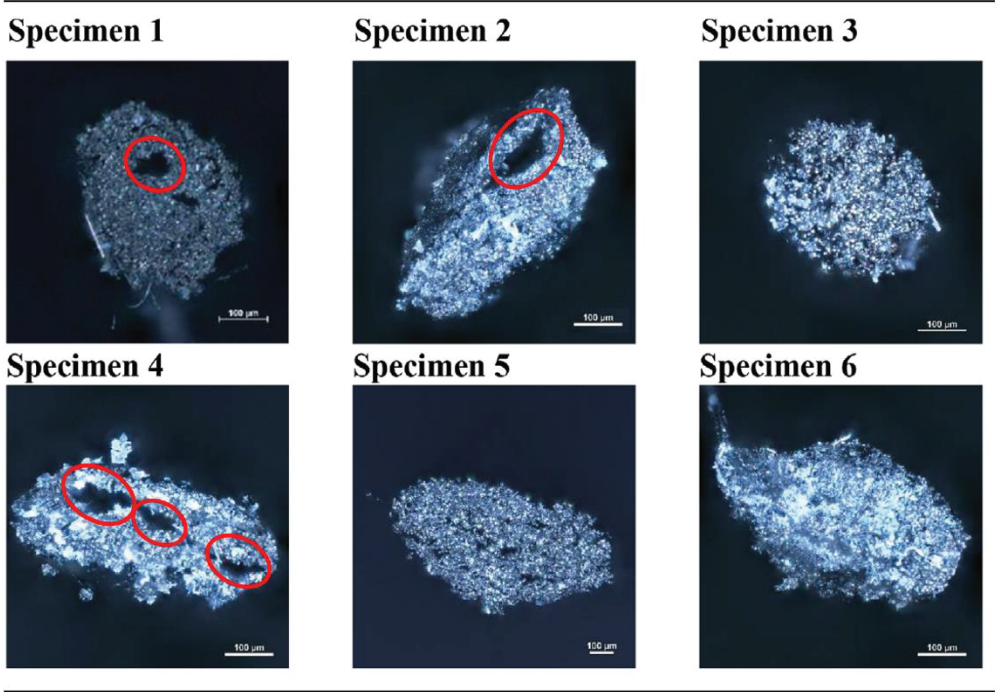 Specimen 1
Specimen 2
Specimen 3
100 μm
100 μm
100 μm
Specimen 4
Specimen 5
Specimen 6
100 μm
100 μm
100 μm